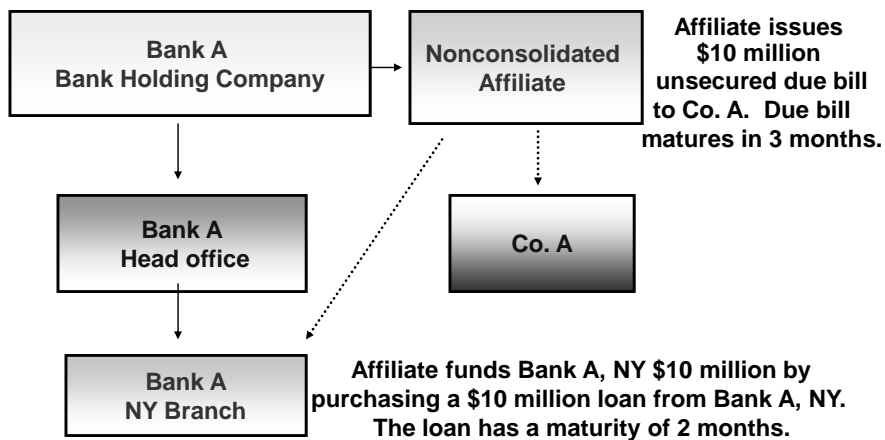 Bank A
Bank Holding Company
Nonconsolidated
Affiliate
Affiliate issues
$10 million
unsecured due bill
to Co. A. Due bill
matures in 3 months.
Bank A
Head office
Co. A
Bank A
NY Branch
Affiliate funds Bank A, NY $10 million by
purchasing a $10 million loan from Bank A, NY.
The loan has a maturity of 2 months.